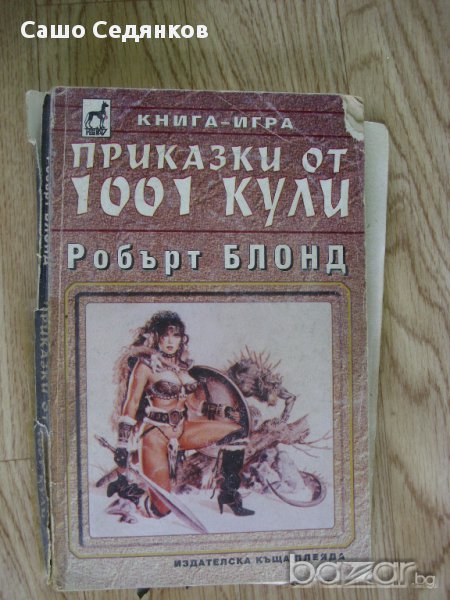 Сашо Седянков
КНИГА-ИГРА
ПРИКАЗКИ ОТ
1001 КУЛИ
Робърт БЛОНД
ИЗДАТЕЛСКА КЪЩА ПЛЕЯДА
bazar.bg